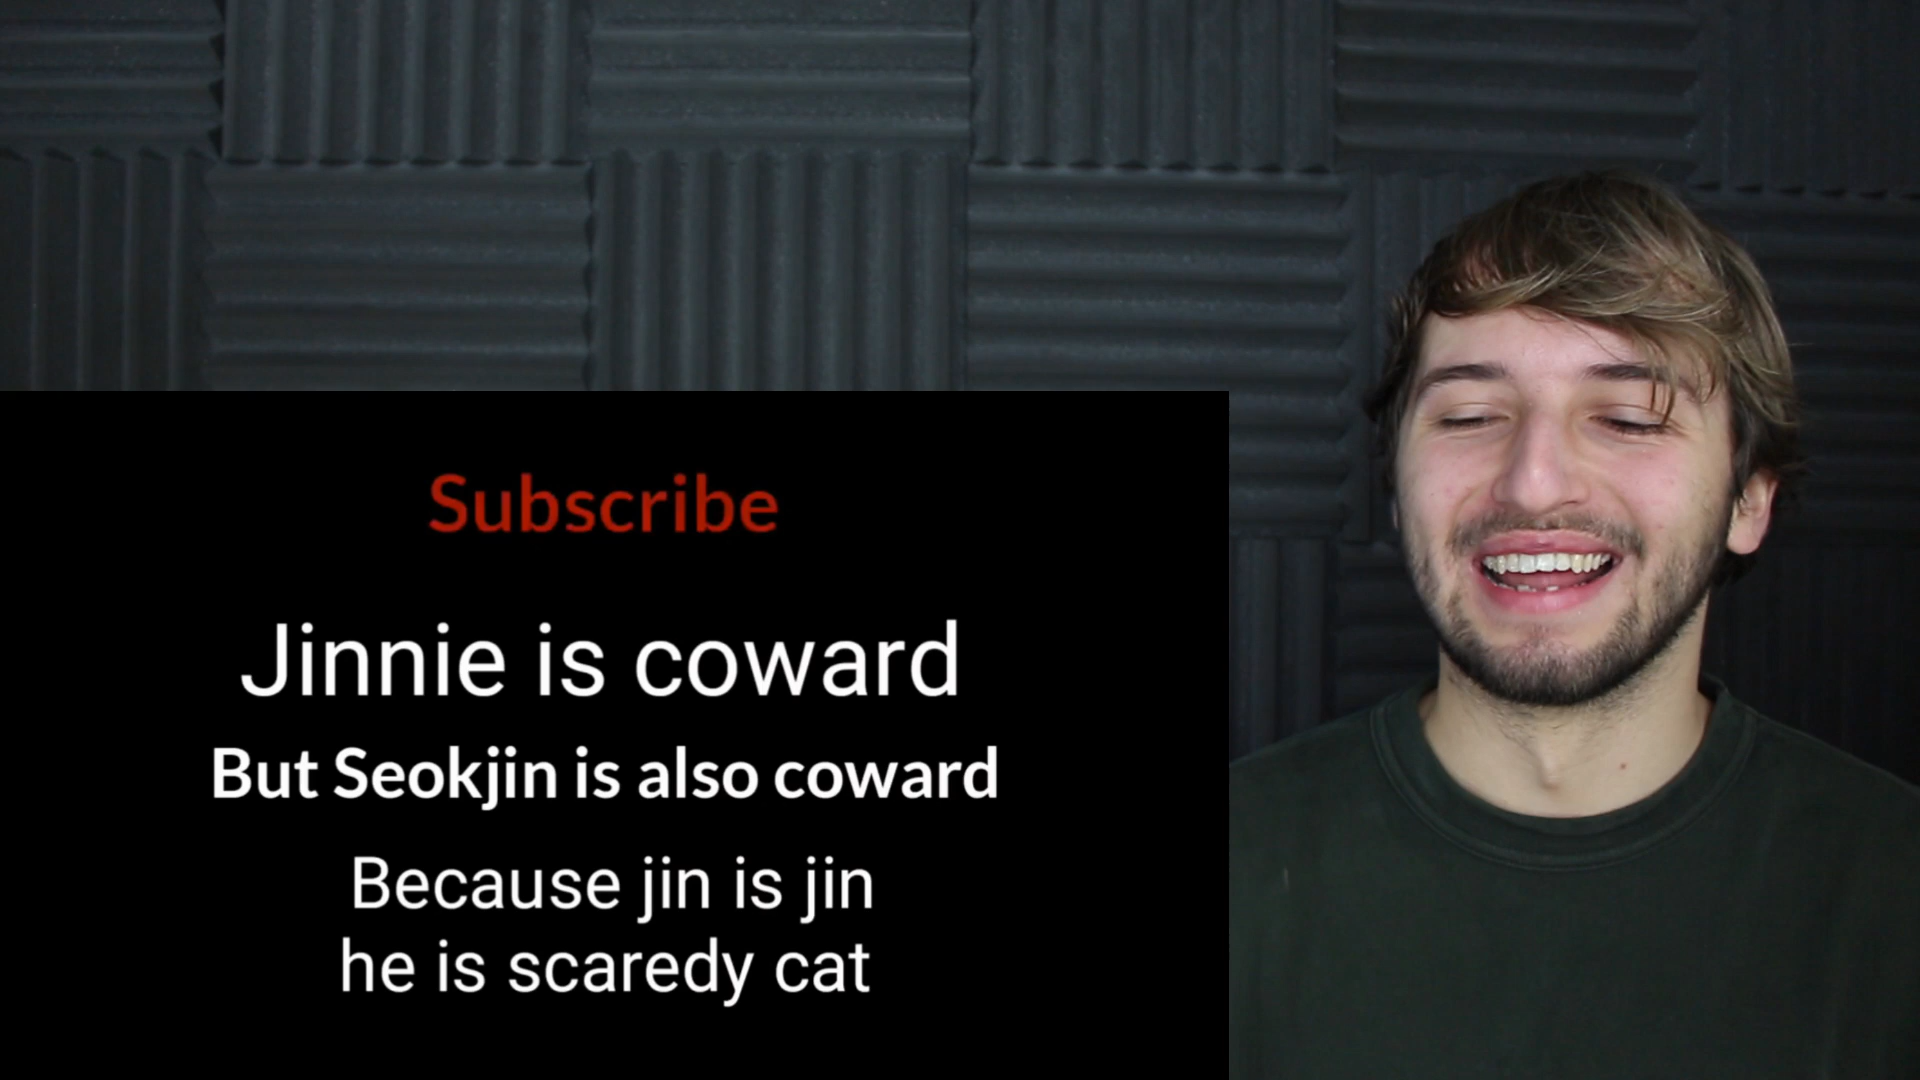 Subscribe
Jinnie is coward
But Seokjin is also coward
Because jin is jin
he is scaredy cat